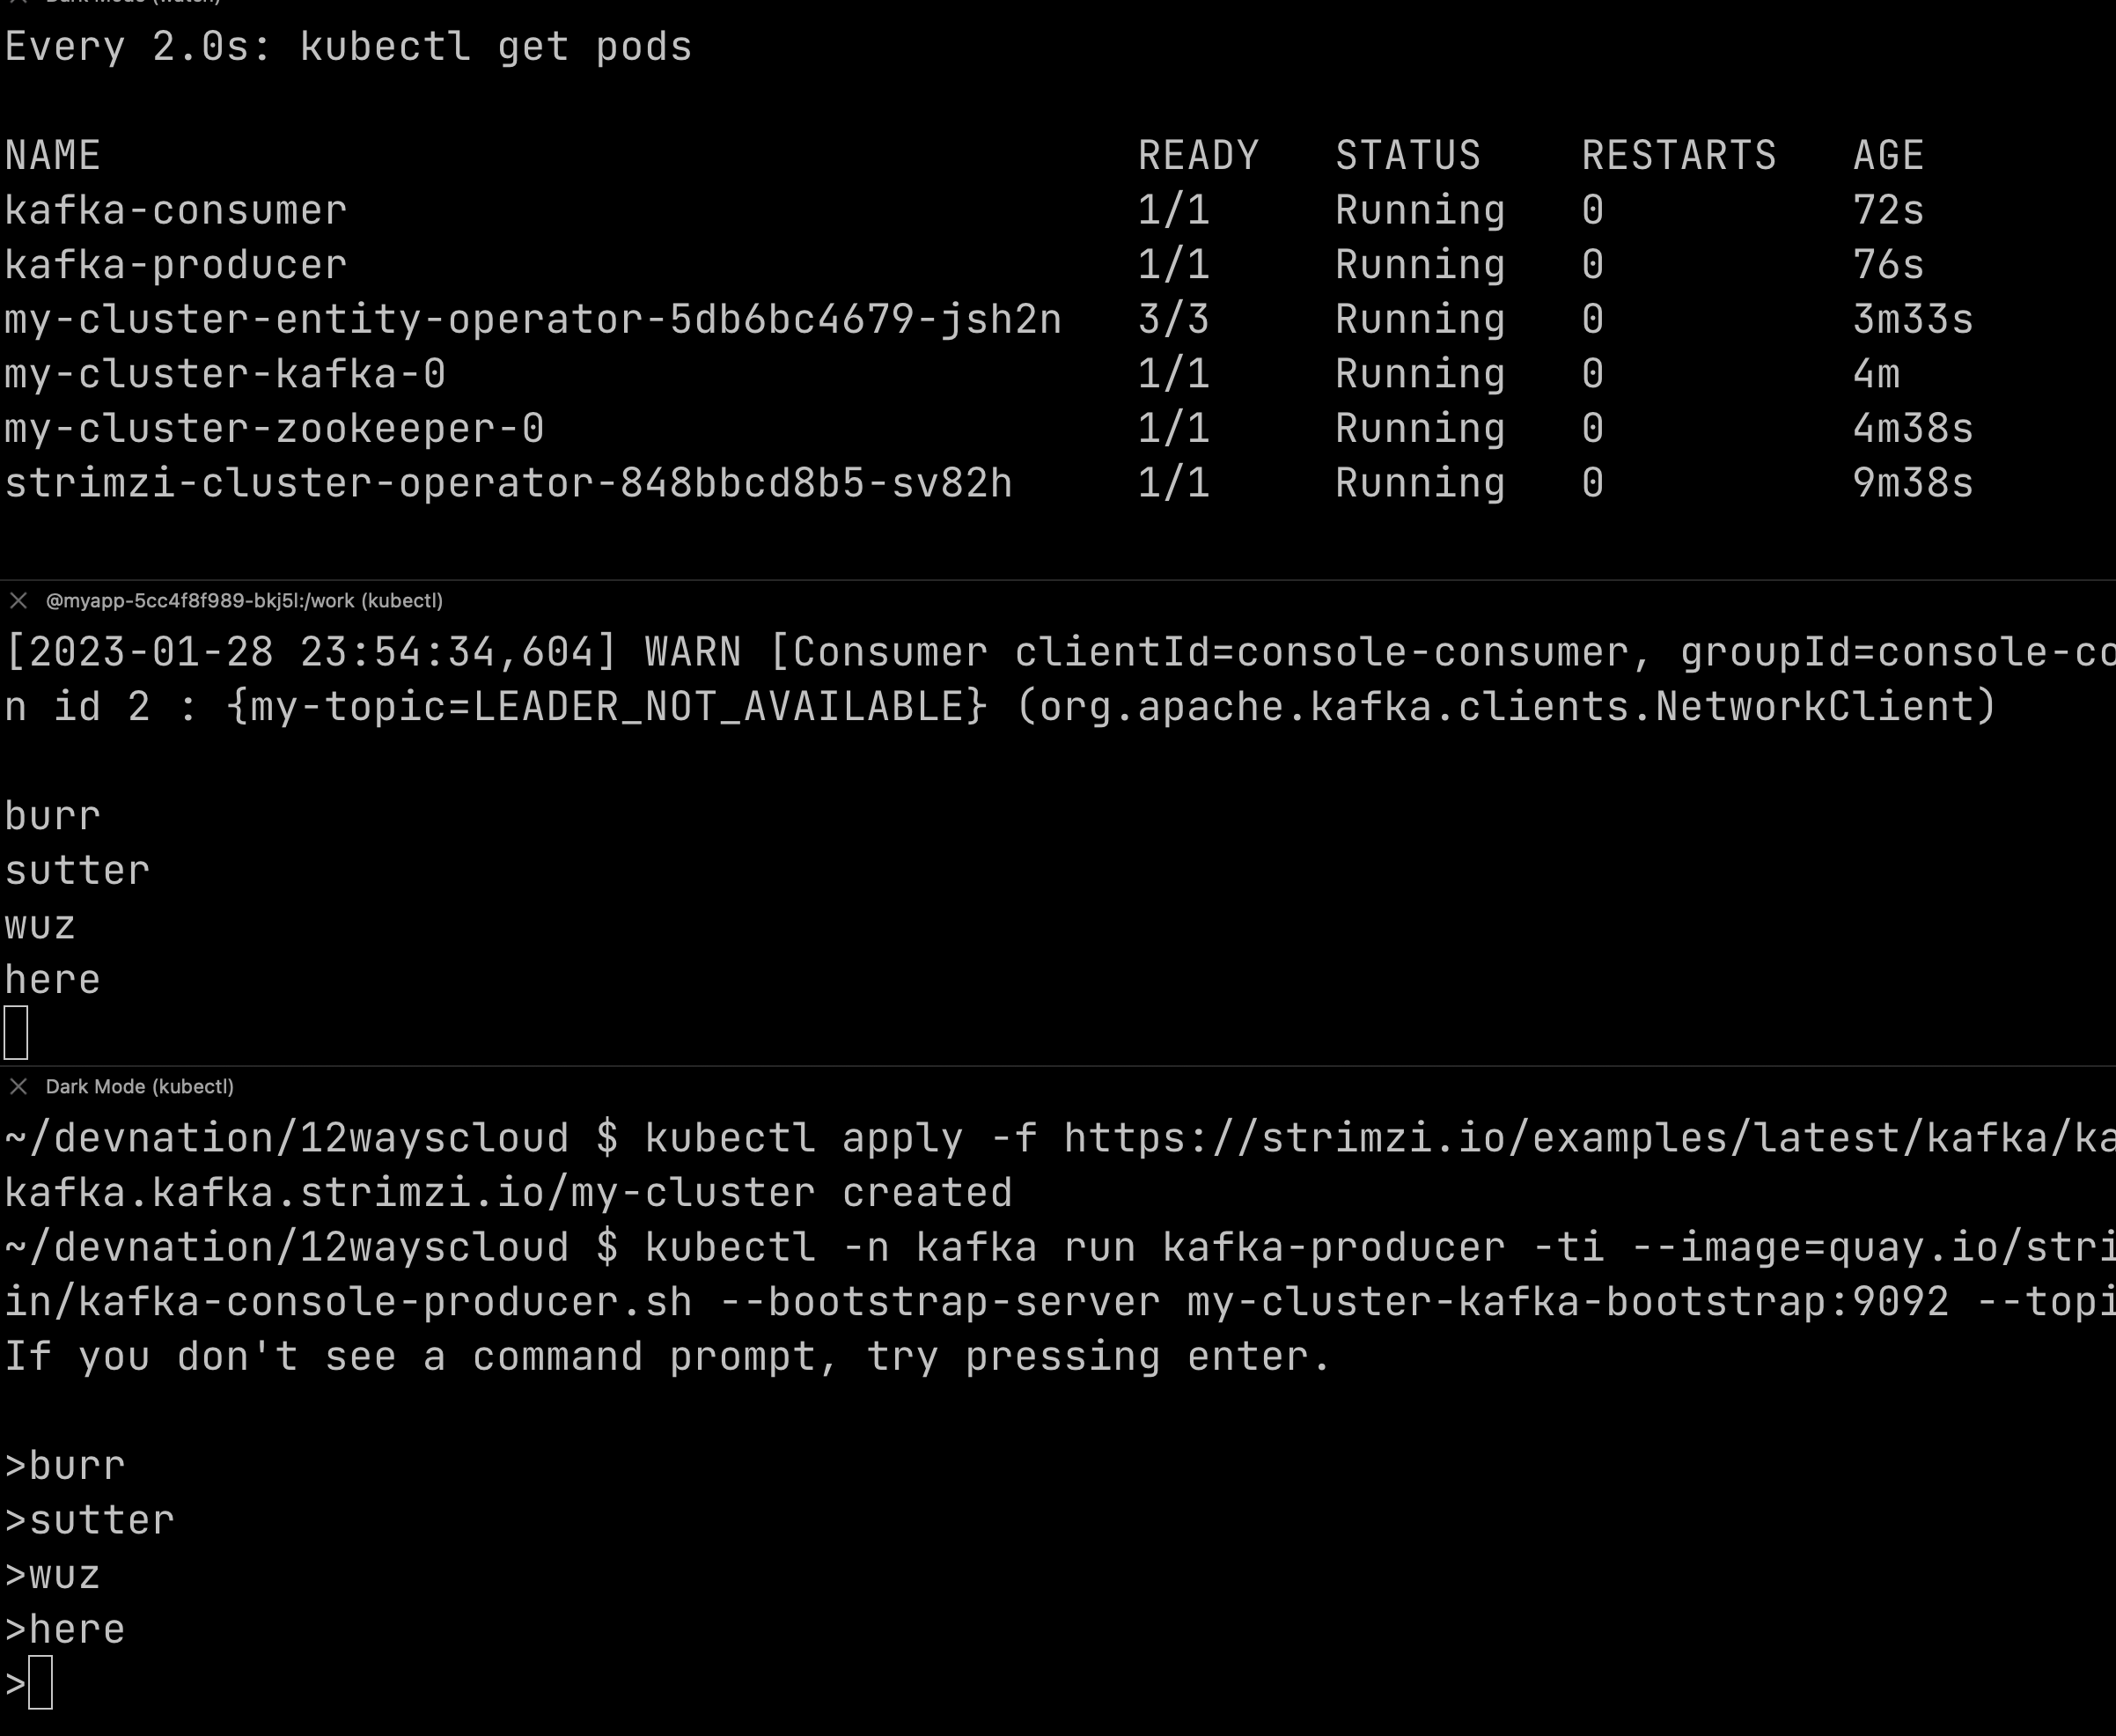 Every 2.0s: kubectl get pods
NAME READY STATUS RESTARTS AGE
kafka-consumer 1/1 Running 0 72s
kafka-producer 1/1 Running 0 76s
my-cluster-entity-operator-5db6bc4679-jsh2n 3/3 Running 0 3m33s
my-cluster-kafka-0 1/1 Running 0 4m
my-cluster-zookeeper-0 1/1 Running 0 4m38s
strimzi-cluster-operator-848bbcd8b5-sv82h 1/1 Running 0 9m38s
@myapp-5cc4f8f989-bkj5l:/work (kubectl)
[2023-01-28 23:54:34,604] WARN [Consumer clientId=console-consumer, groupId=console-co
n id 2 : {my-topic=LEADER_NOT_AVAILABLE} (org.apache.kafka.clients.NetworkClient)
burr
sutter
wuz
here
Dark Mode (kubectl)
~/devnation/12wayscloud $ kubectl apply -f https://strimzi.io/examples/latest/kafka/ka
kafka.kafka.strimzi.io/my-cluster created
~/devnation/12wayscloud $ kubectl -n kafka run kafka-producer -ti --image=quay.io/stri
in/kafka-console-producer.sh --bootstrap-server my-cluster-kafka-bootstrap:9092 --topi
If you don't see a command prompt, try pressing enter.
>burr
>sutter
>wuz
>here
>